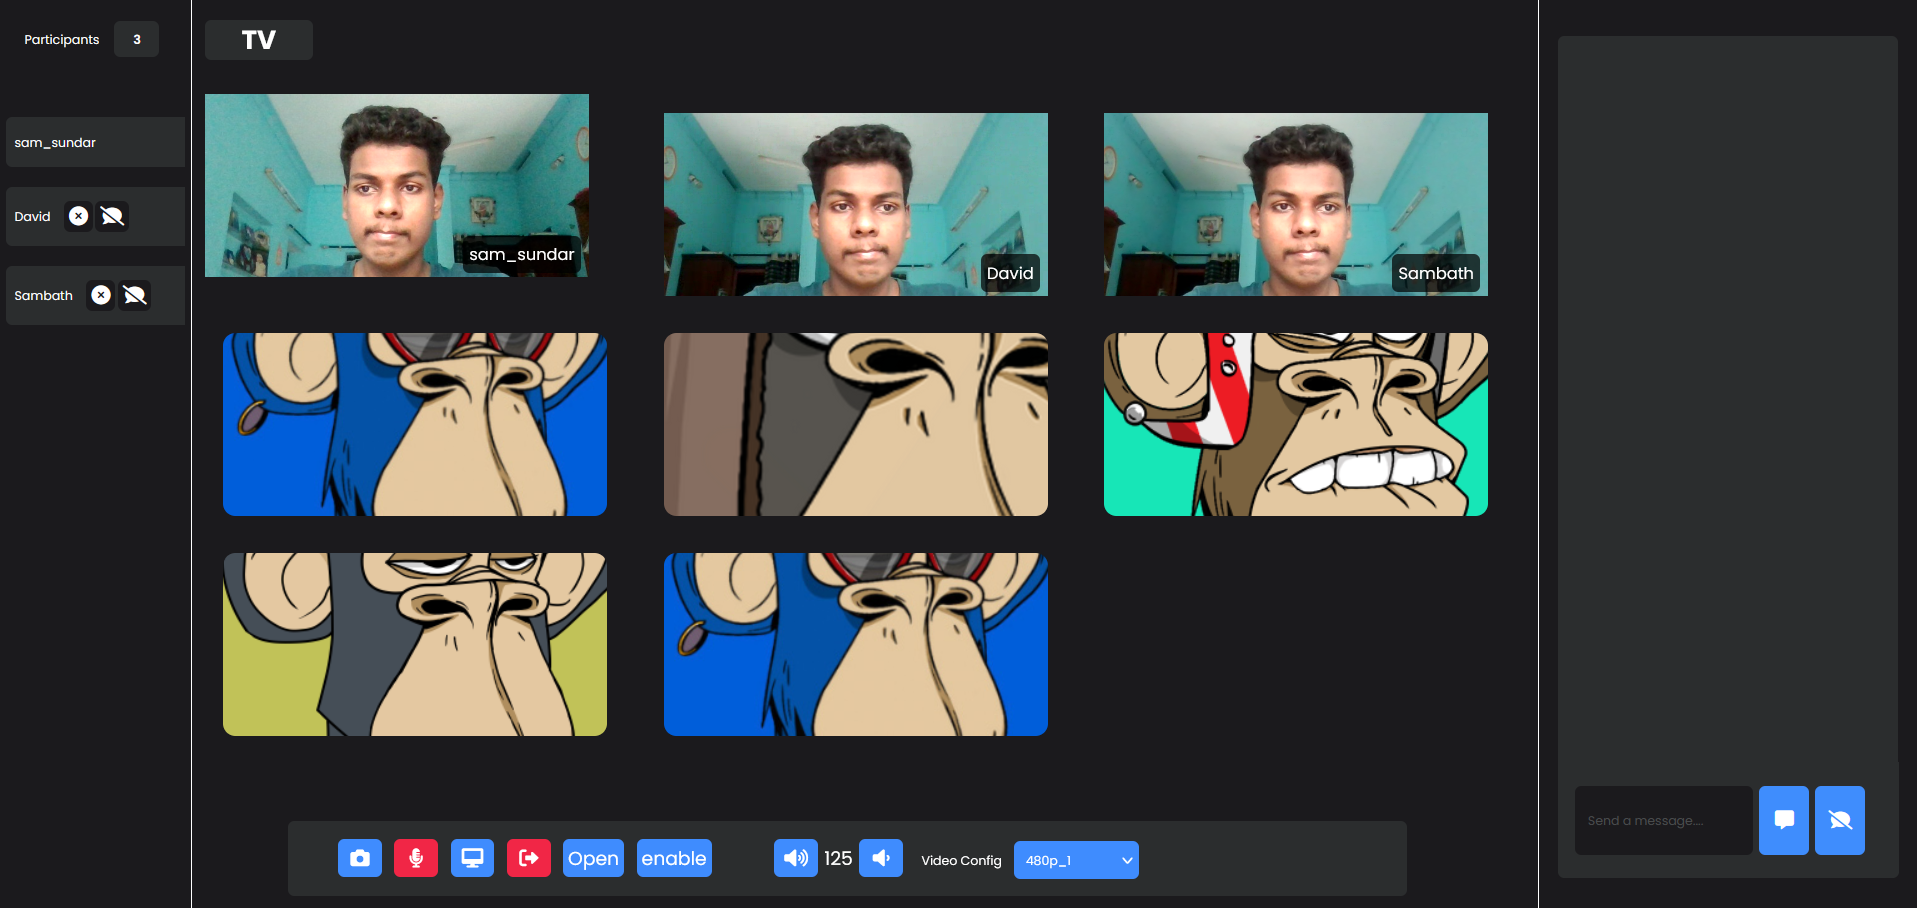 Participants 3
TV
sam_sundar
David
Sambath
sam_sundar
David
Sambath
Send a message....
Open
enable
125
Video Config
480p_1